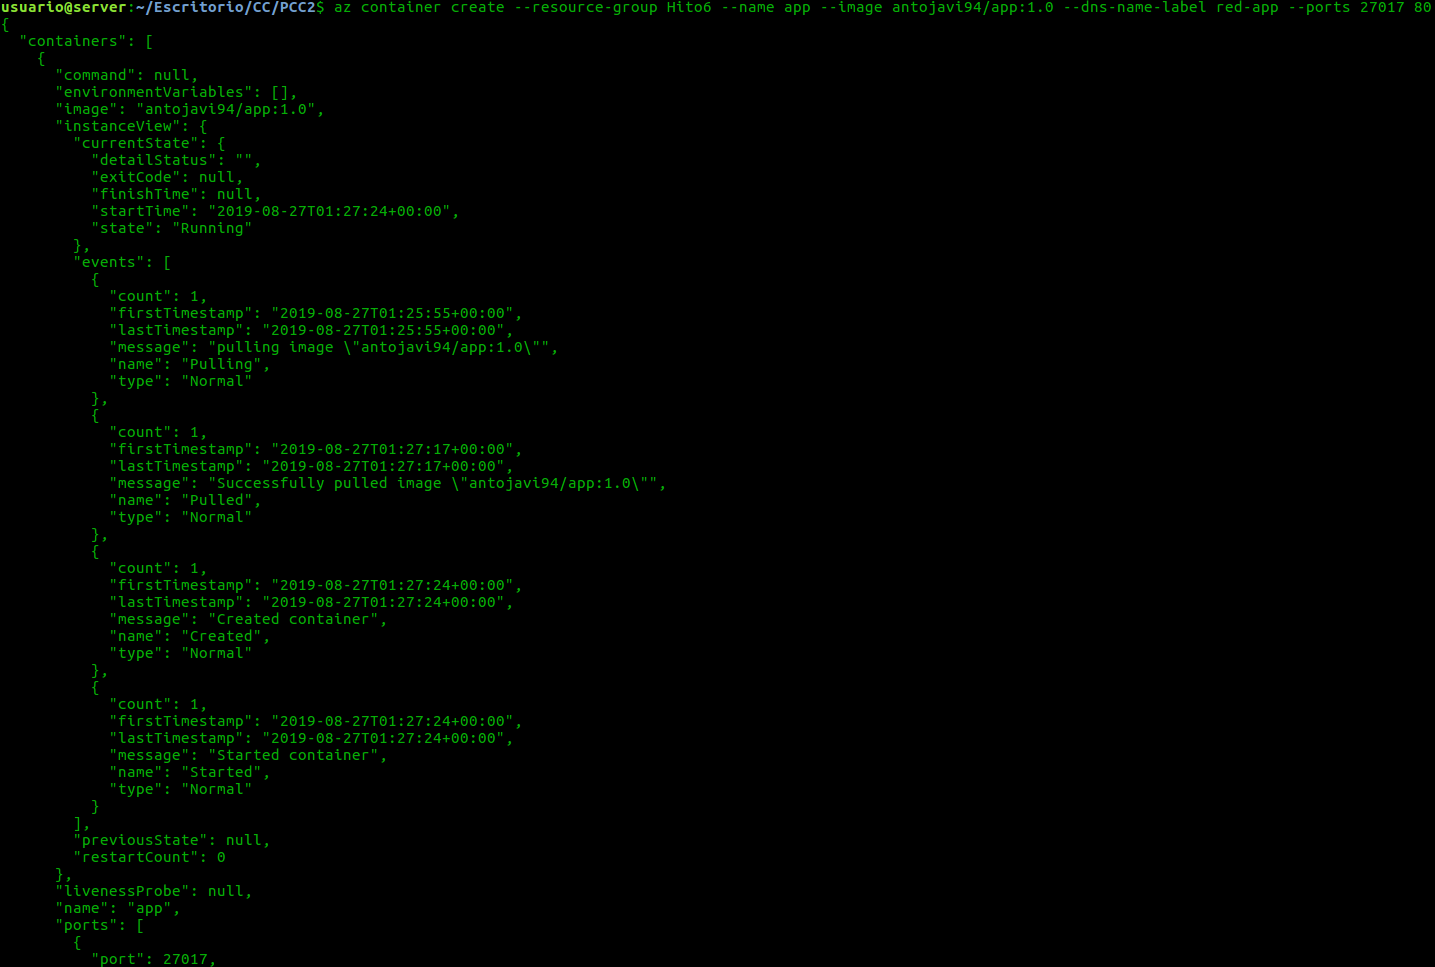 usuario@server:~/Escritorio/CC/PCC2$ az container create --resource-group Hito6 --name app --image antojavi94/app:1.0 --dns-name-label red-app --ports 27017 80
{
  "containers": [
    {
      "command": null,
      "environmentVariables": [],
      "image": "antojavi94/app:1.0",
      "instanceView": {
        "currentState": {
          "detailStatus": "",
          "exitCode": null,
          "finishTime": null,
          "startTime": "2019-08-27T01:27:24+00:00",
          "state": "Running"
        },
        "events": [
          {
            "count": 1,
            "firstTimestamp": "2019-08-27T01:25:55+00:00",
            "lastTimestamp": "2019-08-27T01:25:55+00:00",
            "message": "pulling image \"antojavi94/app:1.0\"",
            "name": "Pulling",
            "type": "Normal"
          },
          {
            "count": 1,
            "firstTimestamp": "2019-08-27T01:27:17+00:00",
            "lastTimestamp": "2019-08-27T01:27:17+00:00",
            "message": "Successfully pulled image \"antojavi94/app:1.0\"",
            "name": "Pulled",
            "type": "Normal"
          },
          {
            "count": 1,
            "firstTimestamp": "2019-08-27T01:27:24+00:00",
            "lastTimestamp": "2019-08-27T01:27:24+00:00",
            "message": "Created container",
            "name": "Created",
            "type": "Normal"
          },
          {
            "count": 1,
            "firstTimestamp": "2019-08-27T01:27:24+00:00",
            "lastTimestamp": "2019-08-27T01:27:24+00:00",
            "message": "Started container",
            "name": "Started",
            "type": "Normal"
          }
        ],
        "previousState": null,
        "restartCount": 0
      },
      "livenessProbe": null,
      "name": "app",
      "ports": [
        {
          "port": 27017,